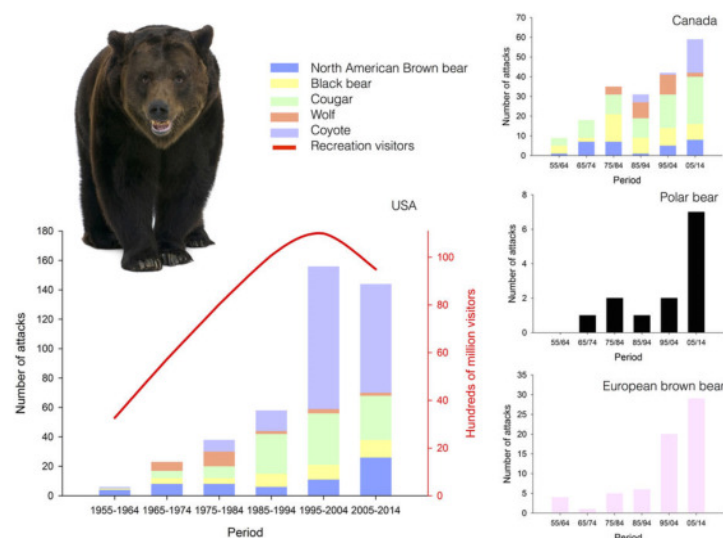 North American Brown bear
Black bear
Cougar
Wolf
Coyote
Recreation visitors
USA
Number of attacks
180
160
140
120
100
80
60
40
20
0
1955-1964 1965-1974 1975-1984 1985-1994 1995-2004 2005-2014
Period
Hundreds of million visitors
100
80
60
40
20
0
Canada
Number of attacks
70
60
50
40
30
20
10
0
55/64 65/74 75/84 85/94 95/04 05/14
Period
Polar bear
Number of attacks
8
6
4
2
0
55/64 65/74 75/84 85/94 95/04 05/14
Period
European brown bear
Number of attacks
35
30
25
20
15
10
5
0
55/64 65/74 75/84 85/94 95/04 05/14
Period